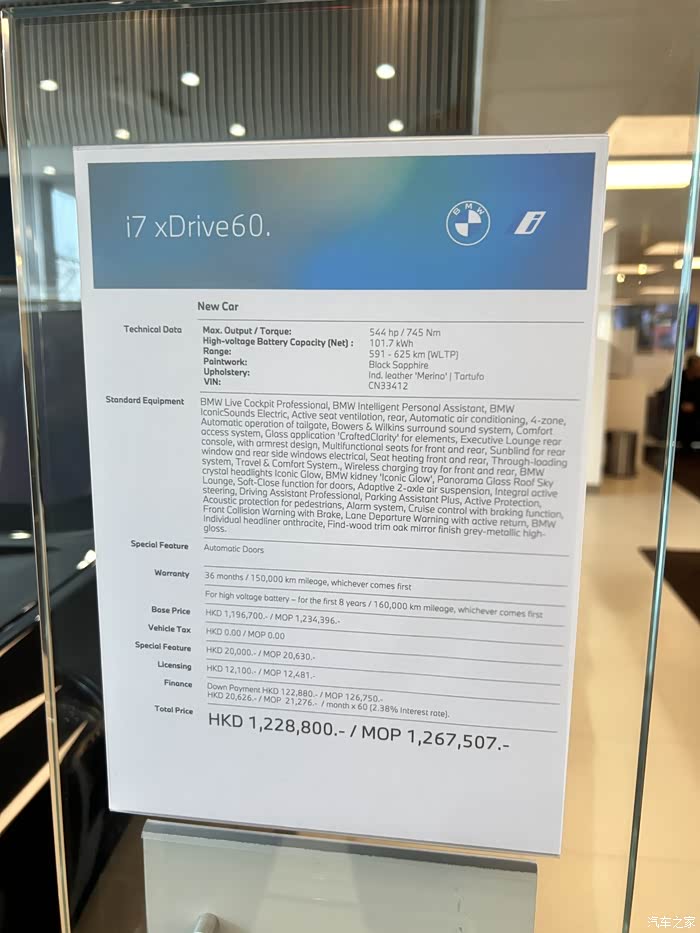 i7 xDrive60.
BMW
i
New Car
Technical Data
Max. Output / Torque: 544 hp / 745 Nm
High-voltage Battery Capacity (Net) : 101.7 kWh
Range: 591 - 625 km (WLTP)
Paintwork: Black Sapphire
Upholstery: Ind. leather 'Merino' | Tartufo
VIN: CN33412
Standard Equipment
BMW Live Cockpit Professional, BMW Intelligent Personal Assistant, BMW
IconicSounds Electric, Active seat ventilation, rear, Automatic air conditioning, 4-zone,
Automatic operation of tailgate, Bowers & Wilkins surround sound system, Comfort
access system, Glass application 'CraftedClarity' for elements, Executive Lounge rear
console, with armrest design, Multifunctional seats for front and rear, Sunblind for rear
window and rear side windows electrical, Seat heating front and rear, Through-loading
system, Travel & Comfort System., Wireless charging tray for front and rear, BMW
crystal headlights Iconic Glow, BMW kidney 'Iconic Glow', Panorama Glass Roof Sky
Lounge, Soft-Close function for doors, Adaptive 2-axle air suspension, Integral active
steering, Driving Assistant Professional, Parking Assistant Plus, Active Protection,
Acoustic protection for pedestrians, Alarm system, Cruise control with braking function,
Front Collision Warning with Brake, Lane Departure Warning with active return, BMW
Individual headliner anthracite, Find-wood trim oak mirror finish grey-metallic high-
gloss.
Special Feature
Automatic Doors
Warranty
36 months / 150,000 km mileage, whichever comes first
For high voltage battery – for the first 8 years / 160,000 km mileage, whichever comes first
Base Price
HKD 1,196,700.- / MOP 1,234,396.-
Vehicle Tax
HKD 0.00 / MOP 0.00
Special Feature
HKD 20,000.- / MOP 20,630.-
Licensing
HKD 12,100.- / MOP 12,481.-
Finance
Down Payment HKD 122,880.- / MOP 126,750.-
HKD 20,626.- / MOP 21,276.- / month x 60 (2.38% interest rate).
Total Price
HKD 1,228,800.- / MOP 1,267,507.-
汽车之家